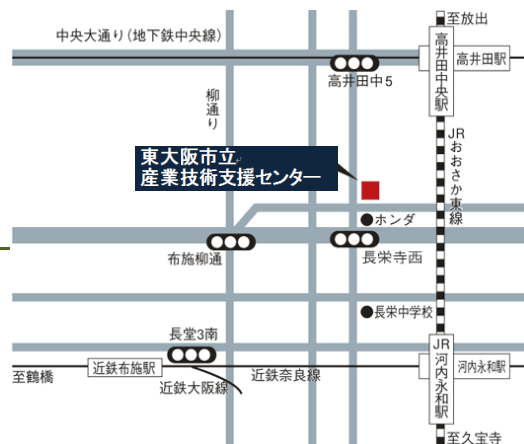 至放出
中央大通り(地下鉄中央線)
高井田中央駅
高井田駅
高井田中5
柳通り
JRおおさか東線
東大阪市立
産業技術支援センター
ホンダ
布施柳通
長栄寺西
長栄中学校
長堂3南
JR河内永和駅
近鉄布施駅
河内永和駅
至鶴橋
近鉄大阪線
近鉄奈良線
至久宝寺